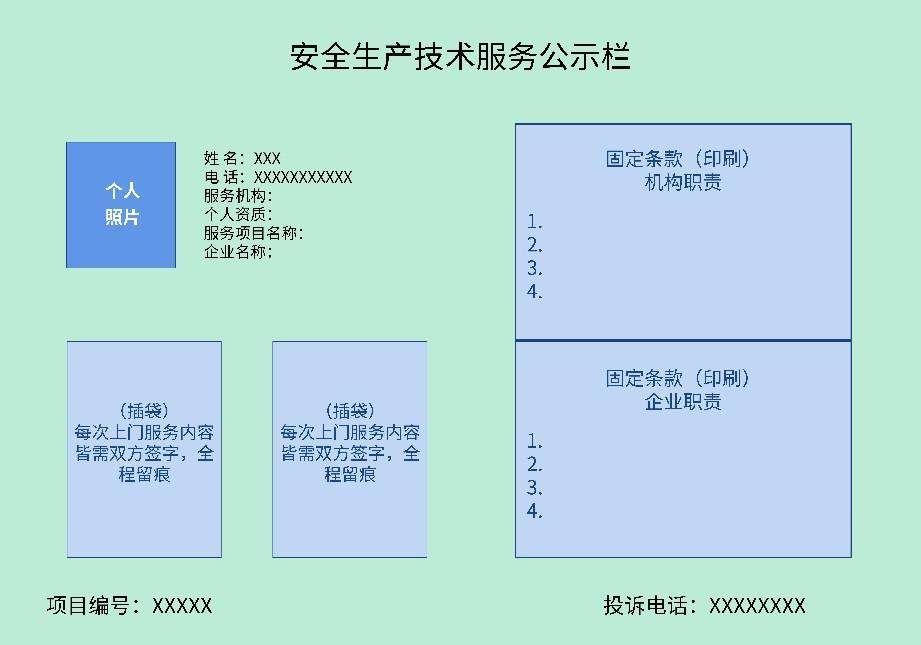 安全生产技术服务公示栏
个人
照片
姓 名：XXX
电 话：XXXXXXXXXXX
服务机构：
个人资质：
服务项目名称：
企业名称：
固定条款（印刷）
机构职责
1.
2.
3.
4.
（插袋）
每次上门服务内容
皆需双方签字，全
程留痕
（插袋）
每次上门服务内容
皆需双方签字，全
程留痕
固定条款（印刷）
企业职责
1.
2.
3.
4.
项目编号：XXXXX
投诉电话：XXXXXXXX